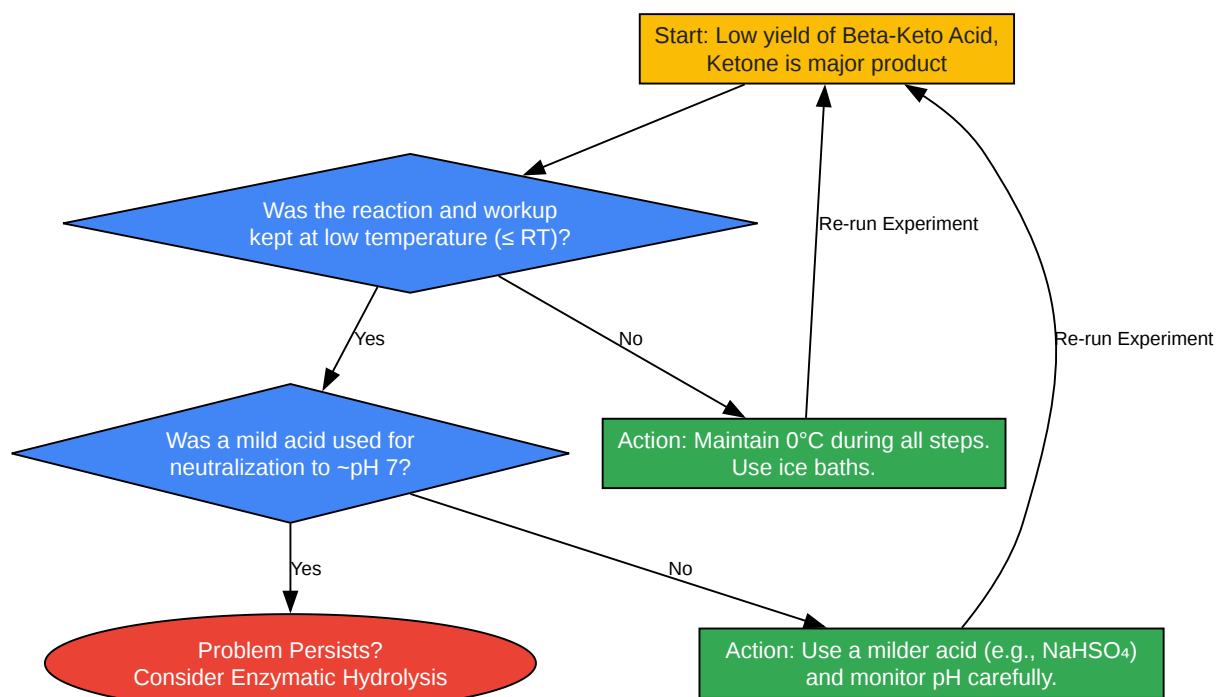 Start: Low yield of Beta-Keto Acid,
Ketone is major product
Was the reaction and workup
kept at low temperature (≤ RT)?
Re-run Experiment
Yes
No
Re-run Experiment
Was a mild acid used for
neutralization to ~pH 7?
Action: Maintain 0°C during all steps.
Use ice baths.
Yes
No
Problem Persists?
Consider Enzymatic Hydrolysis
Action: Use a milder acid (e.g., NaHSO₄)
and monitor pH carefully.